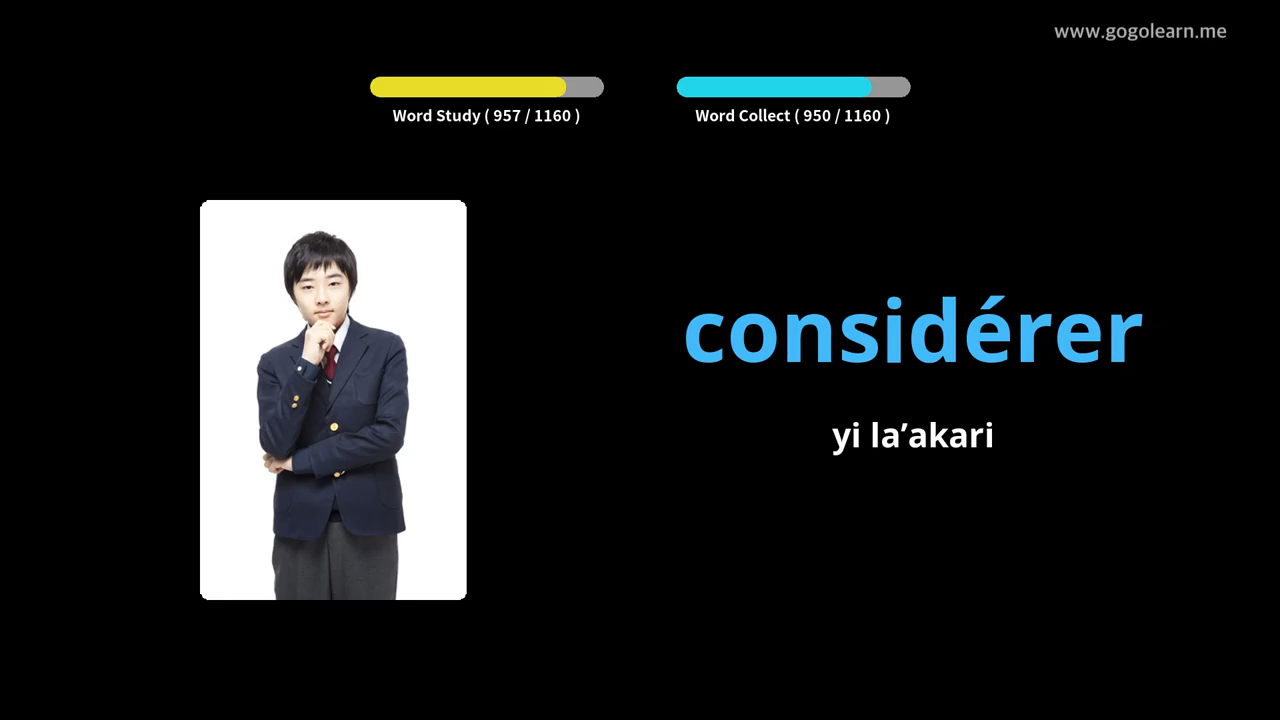 www.gogolearn.me
Word Study ( 957 / 1160 )
Word Collect ( 950 / 1160 )
considérer
yi la’akari